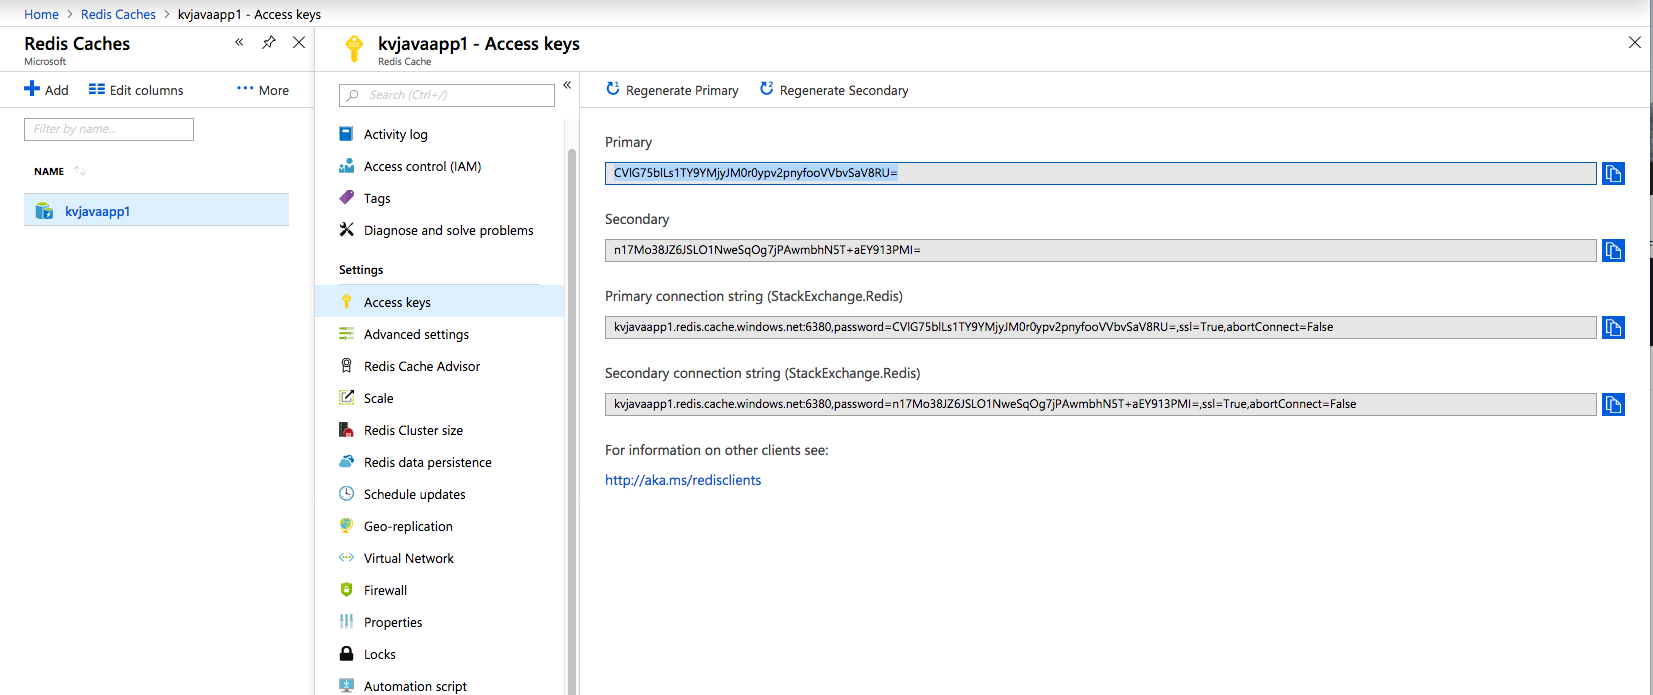 Home > Redis Caches > kvjavaapp1 - Access keys
Redis Caches
Microsoft
Add
Edit columns
More
Filter by name...
NAME
kvjavaapp1
kvjavaapp1 - Access keys
Redis Cache
Search (Ctrl+/)
Activity log
Access control (IAM)
Tags
Diagnose and solve problems
Settings
Access keys
Advanced settings
Redis Cache Advisor
Scale
Redis Cluster size
Redis data persistence
Schedule updates
Geo-replication
Virtual Network
Firewall
Properties
Locks
Automation script
Regenerate Primary
Regenerate Secondary
Primary
CVlG75blLs1TY9YMjyJM0r0ypv2pnyfooVVbvSaV8RU=
Secondary
n17Mo38JZ6JSLO1NweSqOg7jPAwmbhN5T+aEY913PMI=
Primary connection string (StackExchange.Redis)
kvjavaapp1.redis.cache.windows.net:6380,password=CVlG75blLs1TY9YMjyJM0r0ypv2pnyfooVVbvSaV8RU=,ssl=True,abortConnect=False
Secondary connection string (StackExchange.Redis)
kvjavaapp1.redis.cache.windows.net:6380,password=n17Mo38JZ6JSLO1NweSqOg7jPAwmbhN5T+aEY913PMI=,ssl=True,abortConnect=False
For information on other clients see:
http://aka.ms/redisclients